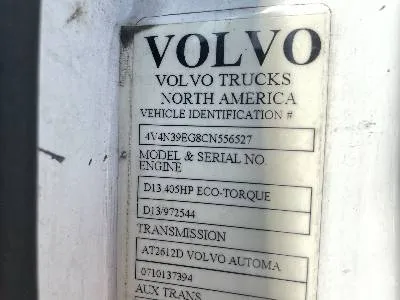 VOLVO
VOLVO TRUCKS
NORTH AMERICA
VEHICLE IDENTIFICATION #
4V4N39EG8CN556527
MODEL & SERIAL NO.
ENGINE
D13 405HP ECO-TORQUE
D13/972544
TRANSMISSION
AT2612D VOLVO AUTOMA
0710137394
AUX TRANS